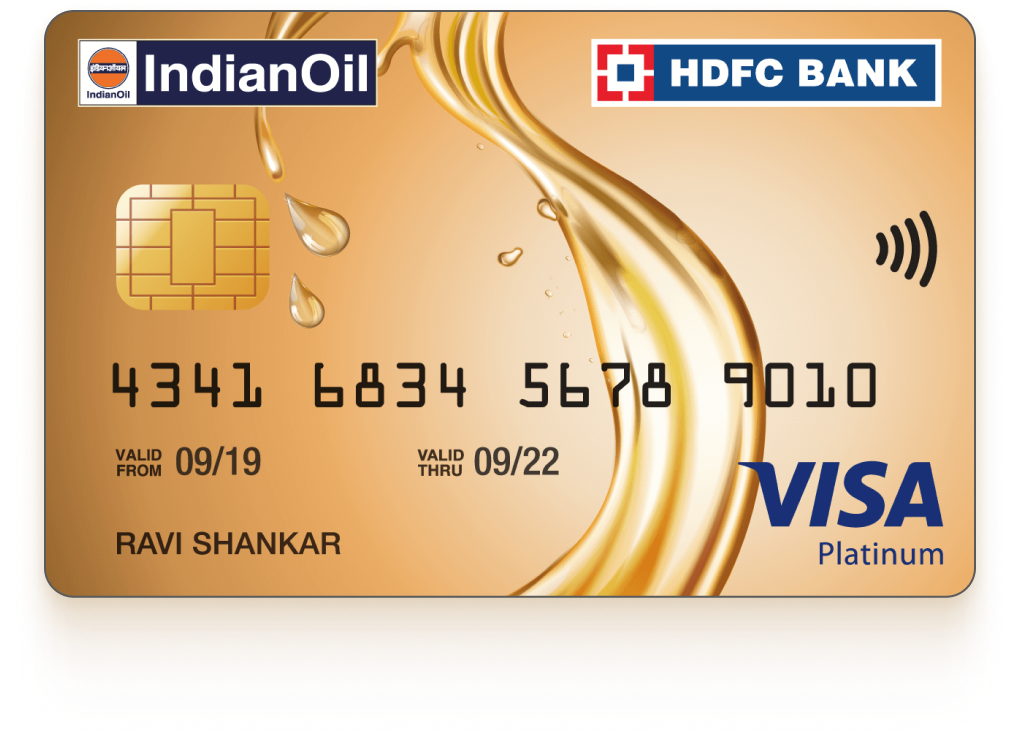 इंडियनऑयल
IndianOil
IndianOil
HDFC BANK
4341 6834 5678 9010
VALID FROM 09/19
VALID THRU 09/22
VISA
Platinum
RAVI SHANKAR